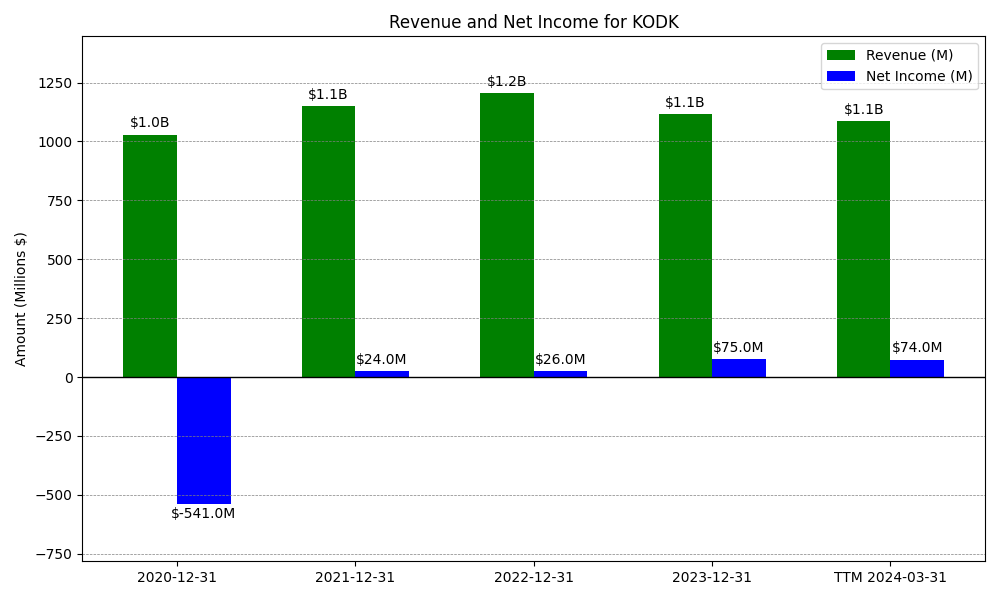 Revenue and Net Income for KODK
Revenue (M)
Net Income (M)
Amount (Millions $)
1250
1000
750
500
250
0
−250
−500
−750
$1.0B
$1.1B
$1.2B
$1.1B
$1.1B
$-541.0M
$24.0M
$26.0M
$75.0M
$74.0M
2020-12-31
2021-12-31
2022-12-31
2023-12-31
TTM 2024-03-31